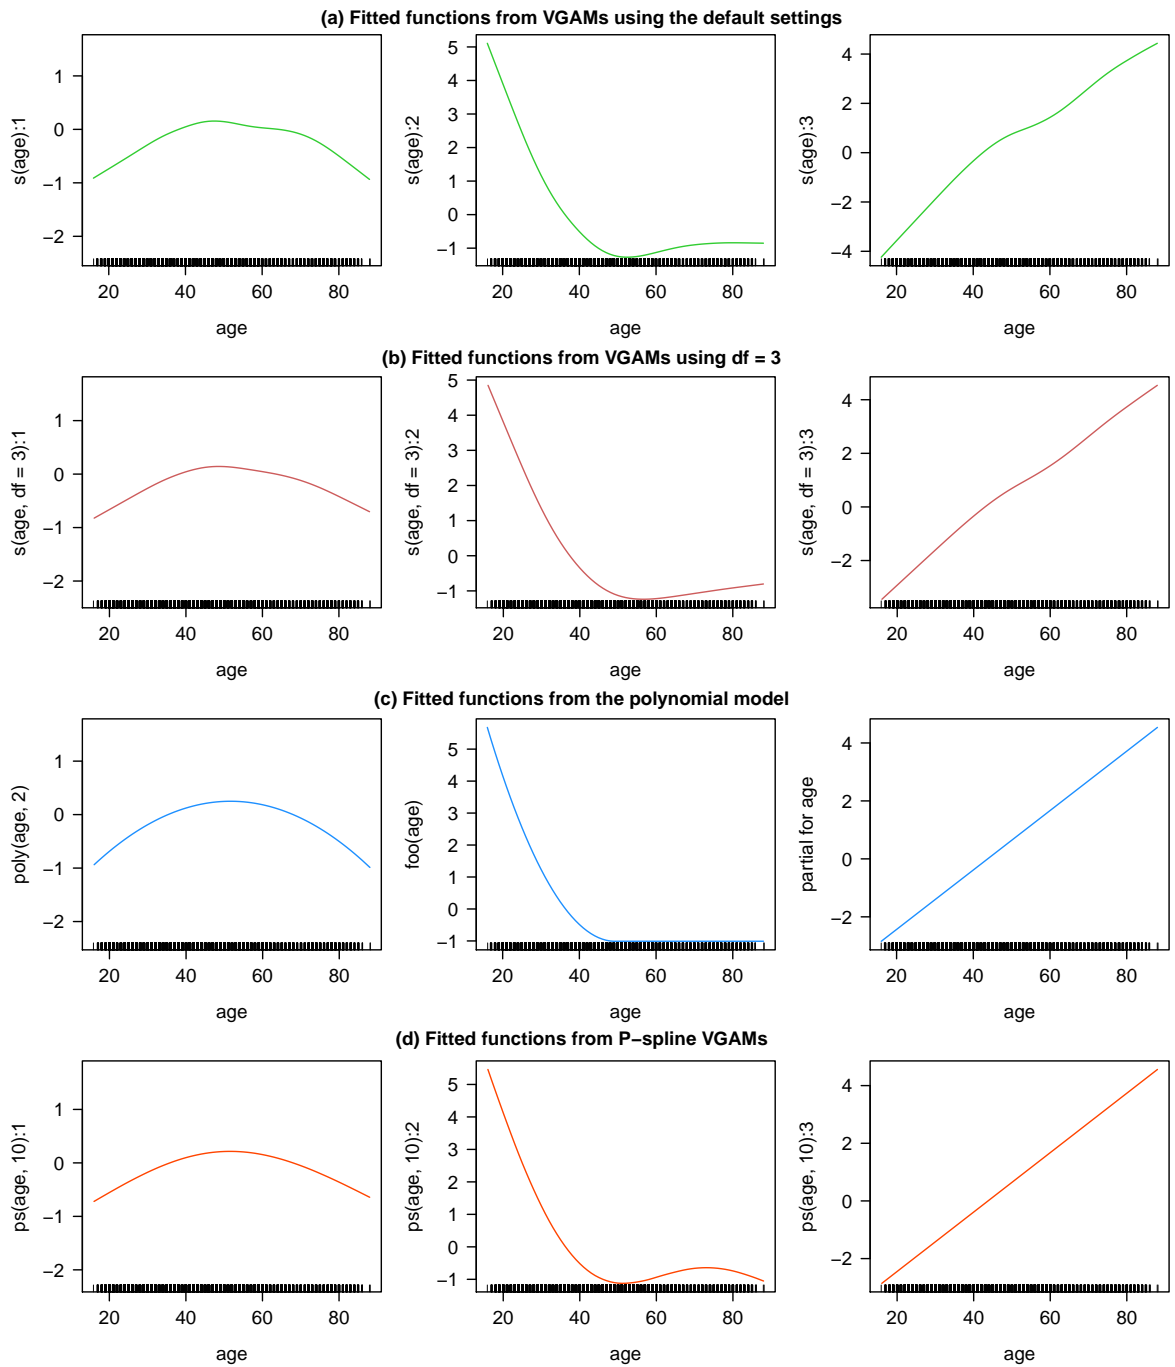 (a) Fitted functions from VGAMs using the default settings
s(age):1
1
0
−1
−2
20 40 60 80
age
s(age):2
5
4
3
2
1
0
−1
20 40 60 80
age
s(age):3
4
2
0
−2
−4
20 40 60 80
age
(b) Fitted functions from VGAMs using df = 3
s(age, df = 3):1
1
0
−1
−2
20 40 60 80
age
s(age, df = 3):2
5
4
3
2
1
0
−1
20 40 60 80
age
s(age, df = 3):3
4
2
0
−2
20 40 60 80
age
(c) Fitted functions from the polynomial model
poly(age, 2)
1
0
−1
−2
20 40 60 80
age
foo(age)
5
4
3
2
1
0
−1
20 40 60 80
age
partial for age
4
2
0
−2
20 40 60 80
age
(d) Fitted functions from P−spline VGAMs
ps(age, 10):1
1
0
−1
−2
20 40 60 80
age
ps(age, 10):2
5
4
3
2
1
0
−1
20 40 60 80
age
ps(age, 10):3
4
2
0
−2
20 40 60 80
age